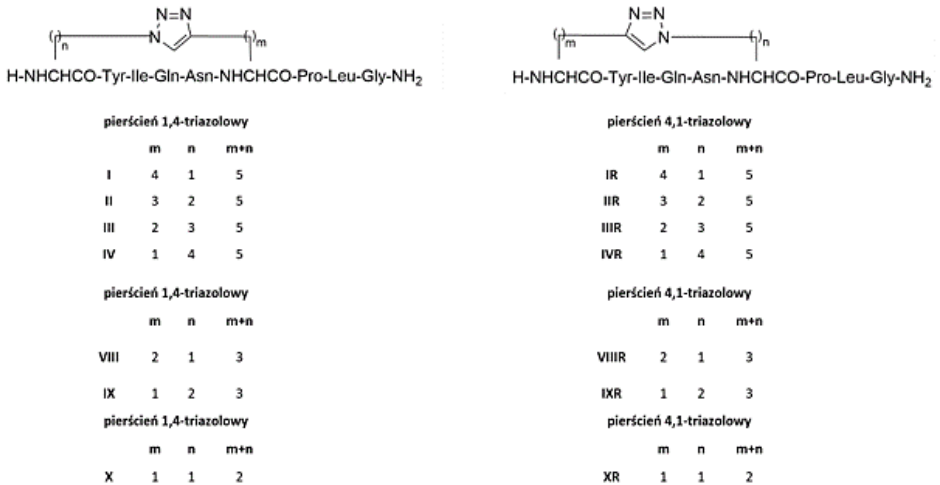 N=N N=N
( )n N ( )m ( )m N ( )n
H-NHCHCO-Tyr-Ile-Gln-Asn-NHCHCO-Pro-Leu-Gly-NH2 H-NHCHCO-Tyr-Ile-Gln-Asn-NHCHCO-Pro-Leu-Gly-NH2
pierścień 1,4-triazolowy pierścień 4,1-triazolowy
m n m+n m n m+n
I 4 1 5 IR 4 1 5
II 3 2 5 IIR 3 2 5
III 2 3 5 IIIR 2 3 5
IV 1 4 5 IVR 1 4 5
pierścień 1,4-triazolowy pierścień 4,1-triazolowy
m n m+n m n m+n
VIII 2 1 3 VIIIR 2 1 3
IX 1 2 3 IXR 1 2 3
pierścień 1,4-triazolowy pierścień 4,1-triazolowy
m n m+n m n m+n
X 1 1 2 XR 1 1 2